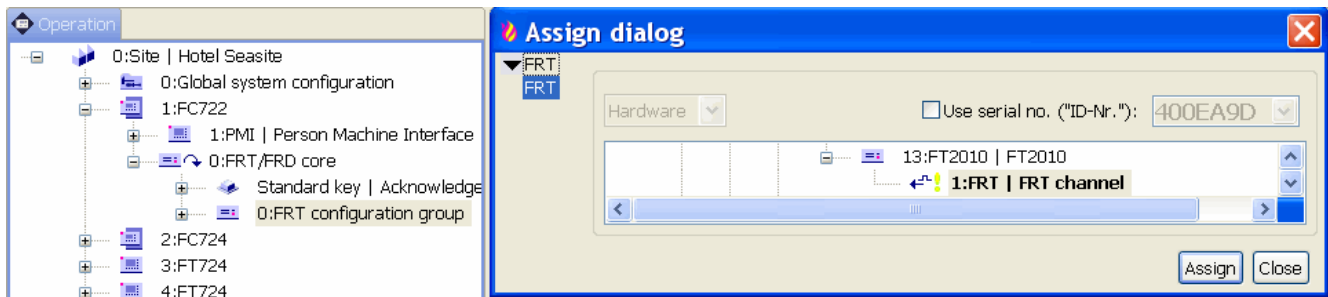 Operation
0:Site | Hotel Seasite
0:Global system configuration
1:FC722
1:PMI | Person Machine Interface
0:FRT/FRD core
Standard key | Acknowledge
0:FRT configuration group
2:FC724
3:FT724
4:FT724
Assign dialog
FRT
FRT
Hardware
Use serial no. ("ID-Nr."): 400EA9D
13:FT2010 | FT2010
1:FRT | FRT channel
Assign Close